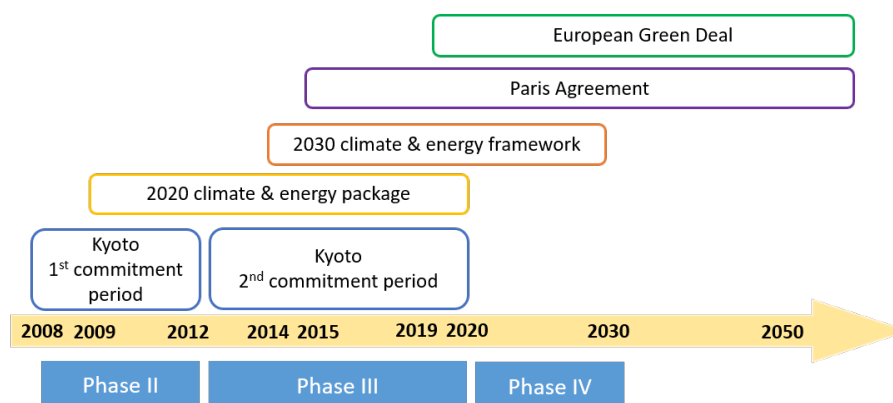 European Green Deal
Paris Agreement
2030 climate & energy framework
2020 climate & energy package
Kyoto
1st commitment
period
Kyoto
2nd commitment period
2008 2009 2012 2014 2015 2019 2020 2030 2050
Phase II Phase III Phase IV